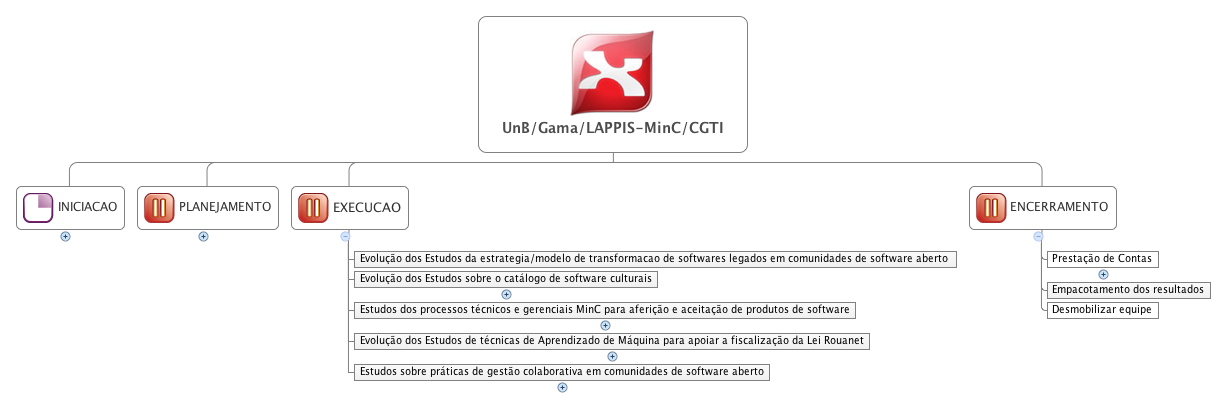 UnB/Gama/LAPPIS-MinC/CGTI
INICIACAO
PLANEJAMENTO
EXECUCAO
Evolução dos Estudos da estrategia/modelo de transformacao de softwares legados em comunidades de software aberto
Evolução dos Estudos sobre o catálogo de software culturais
Estudos dos processos técnicos e gerenciais MinC para aferição e aceitação de produtos de software
Evolução dos Estudos de técnicas de Aprendizado de Máquina para apoiar a fiscalização da Lei Rouanet
Estudos sobre práticas de gestão colaborativa em comunidades de software aberto
ENCERRAMENTO
Prestação de Contas
Empacotamento dos resultados
Desmobilizar equipe